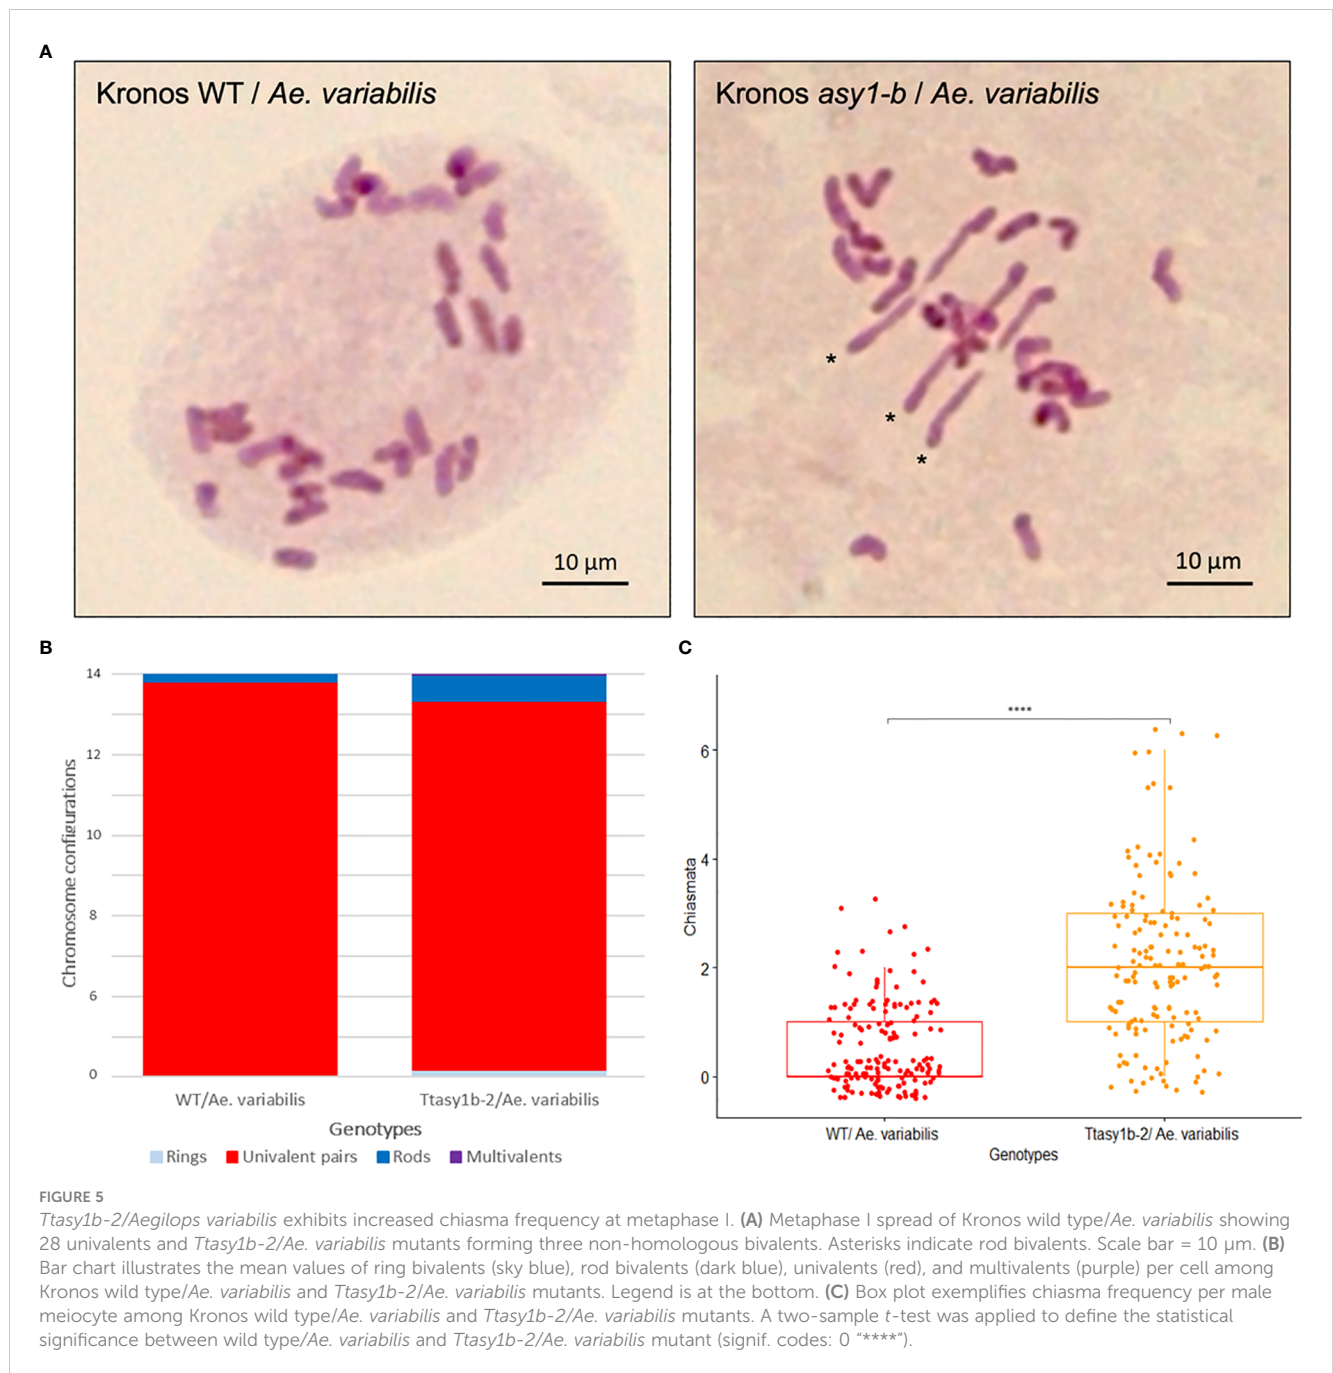 A
Kronos WT / Ae. variabilis
Kronos asy1-b / Ae. variabilis
*
*
*
10 µm
10 µm
B
14
12
10
8
6
0
Chromosome configurations
WT/Ae. variabilis
Ttasy1b-2/Ae. variabilis
Genotypes
Rings
Univalent pairs
Rods
Multivalents
C
****
6
4
2
0
Chiasmata
WT/ Ae. variabilis
Ttasy1b-2/ Ae. variabilis
Genotypes
FIGURE 5
Ttasy1b-2/Aegilops variabilis exhibits increased chiasma frequency at metaphase I. (A) Metaphase I spread of Kronos wild type/Ae. variabilis showing
28 univalents and Ttasy1b-2/Ae. variabilis mutants forming three non-homologous bivalents. Asterisks indicate rod bivalents. Scale bar = 10 µm. (B)
Bar chart illustrates the mean values of ring bivalents (sky blue), rod bivalents (dark blue), univalents (red), and multivalents (purple) per cell among
Kronos wild type/Ae. variabilis and Ttasy1b-2/Ae. variabilis mutants. Legend is at the bottom. (C) Box plot exemplifies chiasma frequency per male
meiocyte among Kronos wild type/Ae. variabilis and Ttasy1b-2/Ae. variabilis mutants. A two-sample t-test was applied to define the statistical
significance between wild type/Ae. variabilis and Ttasy1b-2/Ae. variabilis mutant (signif. codes: 0 “****”).